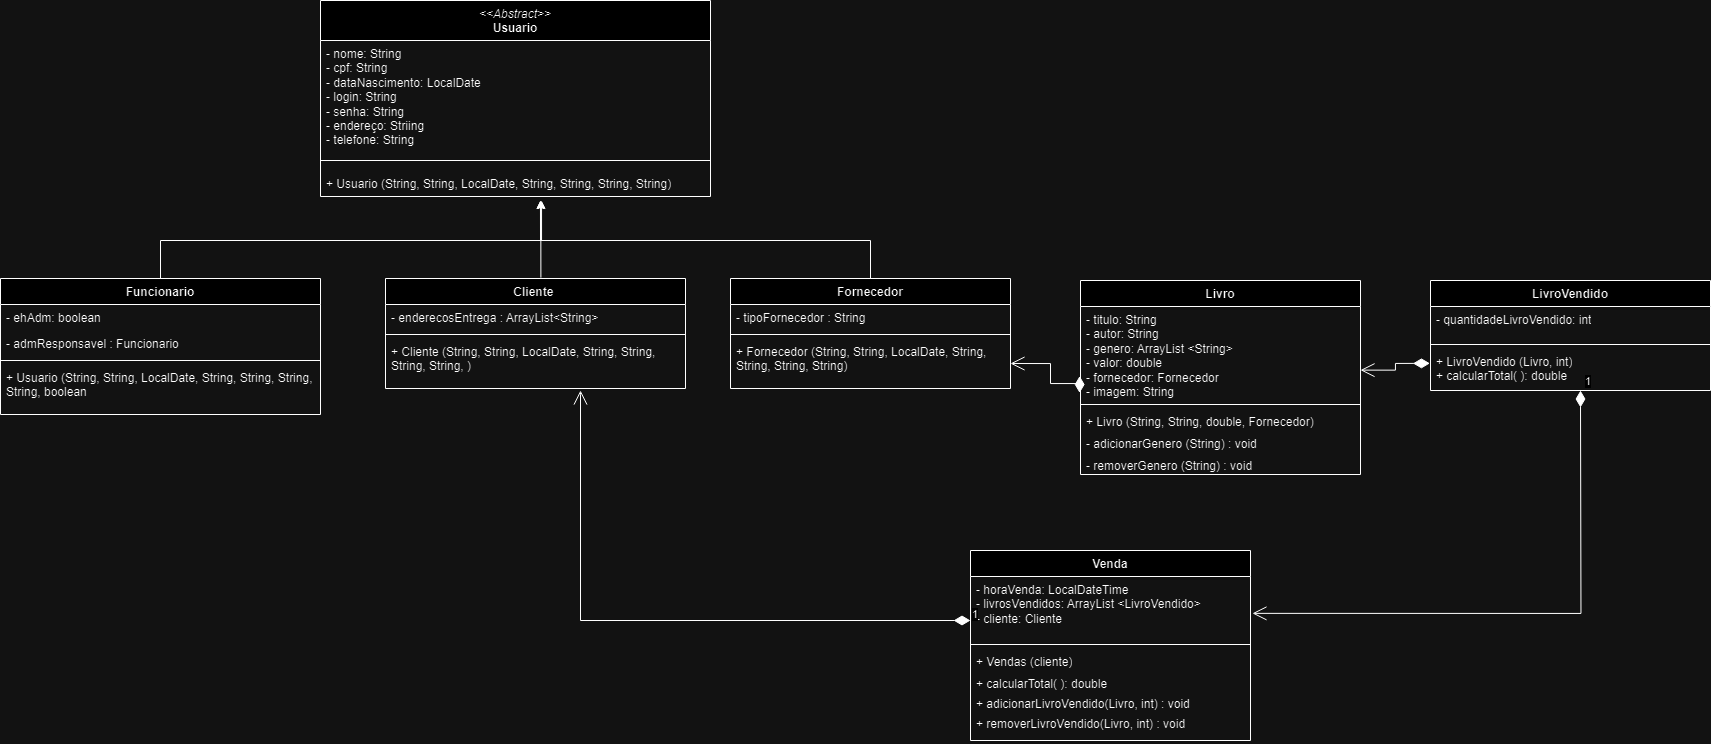 <<Abstract>>
Usuario
- nome: String
- cpf: String
- dataNascimento: LocalDate
- login: String
- senha: String
- endereço: Striing
- telefone: String
+ Usuario (String, String, LocalDate, String, String, String, String)
Funcionario
- ehAdm: boolean
- admResponsavel : Funcionario
+ Usuario (String, String, LocalDate, String, String, String,
String, boolean
Cliente
- enderecosEntrega : ArrayList<String>
+ Cliente (String, String, LocalDate, String, String,
String, String, )
Fornecedor
- tipoFornecedor : String
+ Fornecedor (String, String, LocalDate, String,
String, String, String)
Livro
- titulo: String
- autor: String
- genero: ArrayList <String>
- valor: double
- fornecedor: Fornecedor
- imagem: String
+ Livro (String, String, double, Fornecedor)
- adicionarGenero (String) : void
- removerGenero (String) : void
LivroVendido
- quantidadeLivroVendido: int
+ LivroVendido (Livro, int)
+ calcularTotal( ): double
1
Venda
- horaVenda: LocalDateTime
- livrosVendidos: ArrayList <LivroVendido>
1
- cliente: Cliente
+ Vendas (cliente)
+ calcularTotal( ): double
+ adicionarLivroVendido(Livro, int) : void
+ removerLivroVendido(Livro, int) : void